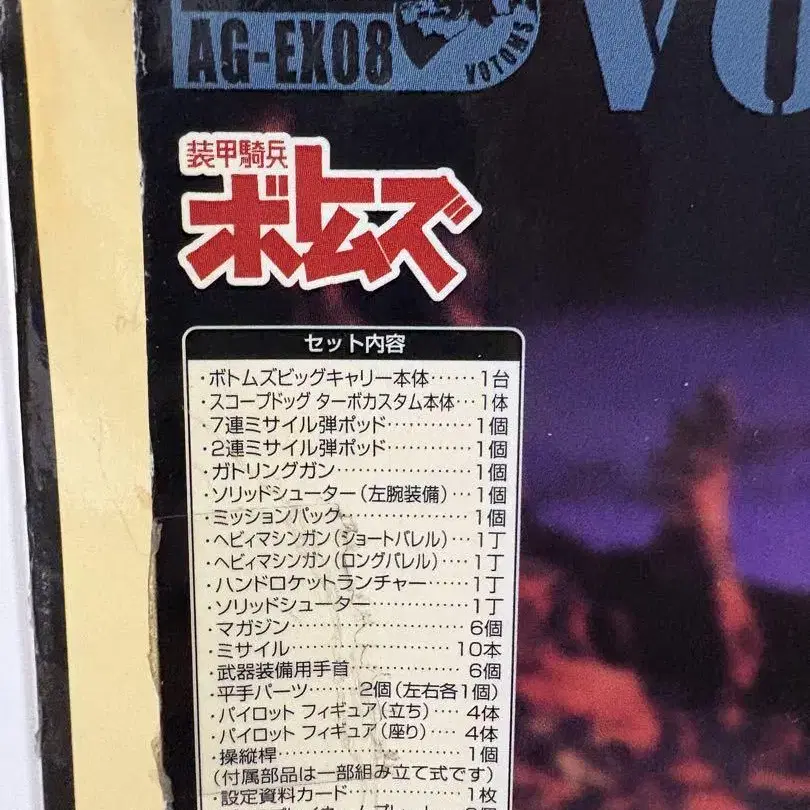 AG-EX08
VOTOMS
VO
装甲騎兵
ボトムズ
セット内容
・ボトムズビッグキャリー本体……1台
・スコープドッグ ターボカスタム本体…1体
・7連ミサイル弾ポッド…………1個
・2連ミサイル弾ポッド…………1個
・ガトリングガン………………1個
・ソリッドシューター(左腕装備)…1個
・ミッションパック………………1個
・ヘビィマシンガン(ショートバレル)…1丁
・ヘビィマシンガン(ロングバレル)…1丁
・ハンドロケットランチャー……1丁
・ソリッドシューター……………1丁
・マガジン……………………6個
・ミサイル……………………10本
・武器装備用手首……………6個
・平手パーツ……2個(左右各1個)
・パイロット フィギュア(立ち)…4体
・パイロット フィギュア(座り)…4体
・操縦桿………………………1個
(付属部品は一部組み立て式です)
・設定資料カード……………1枚